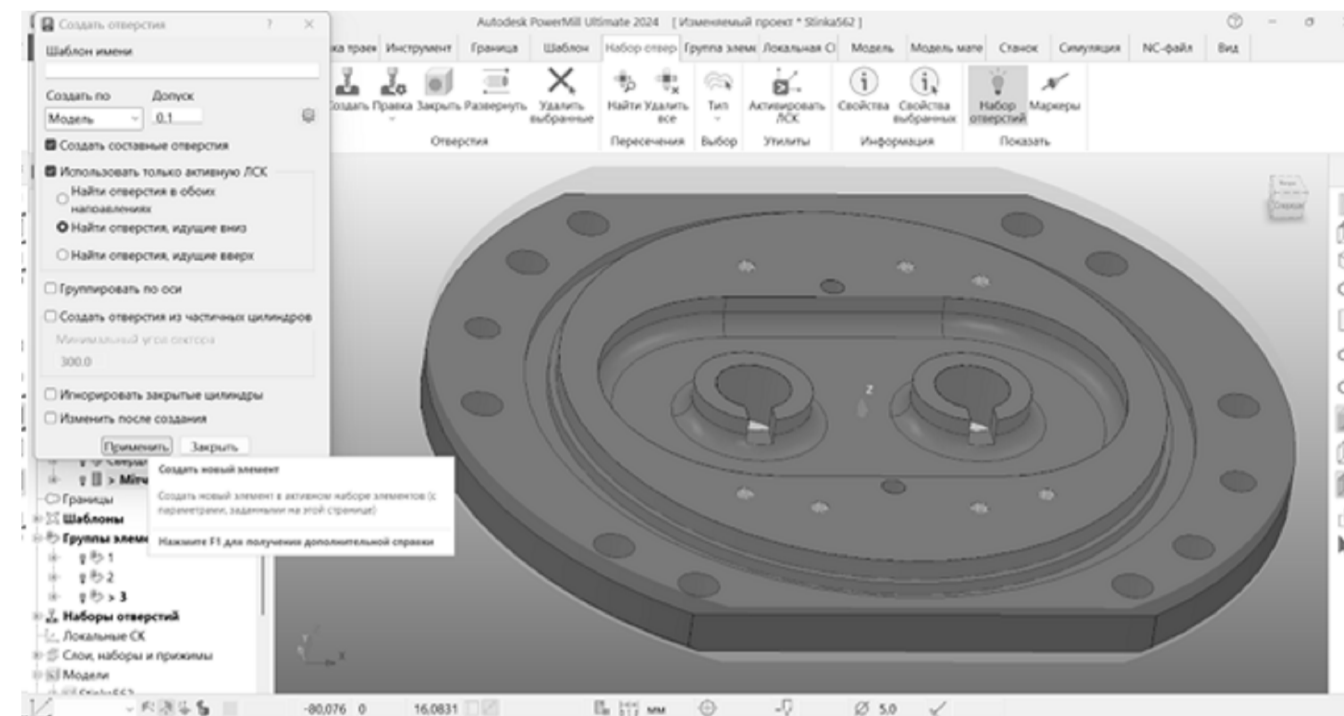 Создать отверстия ? ×
Autodesk PowerMill Ultimate 2024 [ Изменяемый проект * Stinka562 ]
Инструмент Граница Шаблон Набор отвер Группа элем Локальная С Модель Модель мате Станок Симуляция NC-файл Вид
Шаблон имени
Создать по Допуск
Модель 0.1
Правка Закрыть Развернуть Удалить выбранные
Найти Удалить все
Тип
Активировать ЛСК
Свойства Свойства выбранных
Набор отверстий Маркеры
Отверстия Пересечения Выбор Утилиты Информация Показать
Создать составные отверстия
Использовать только активную ЛСК
Найти отверстия в обоих
направлениях
Найти отверстия, идущие вниз
Найти отверстия, идущие вверх
Группировать по оси
Создать отверстия из частичных цилиндров
Минимальный угол сектора
300.0
Игнорировать закрытые цилиндры
Изменить после создания
Применить Закрыть
Создать новый элемент
Создать новый элемент в активном наборе элементов (с
параметрами, заданными на этой странице)
Нажмите F1 для получения дополнительной справки
Границы
Шаблоны
Группы элем
1
2
> 3
Наборы отверстий
Локальные СК
Слои, наборы и прижимы
Модели
Z
X
-80,076 0 16.0831 мм 5.0